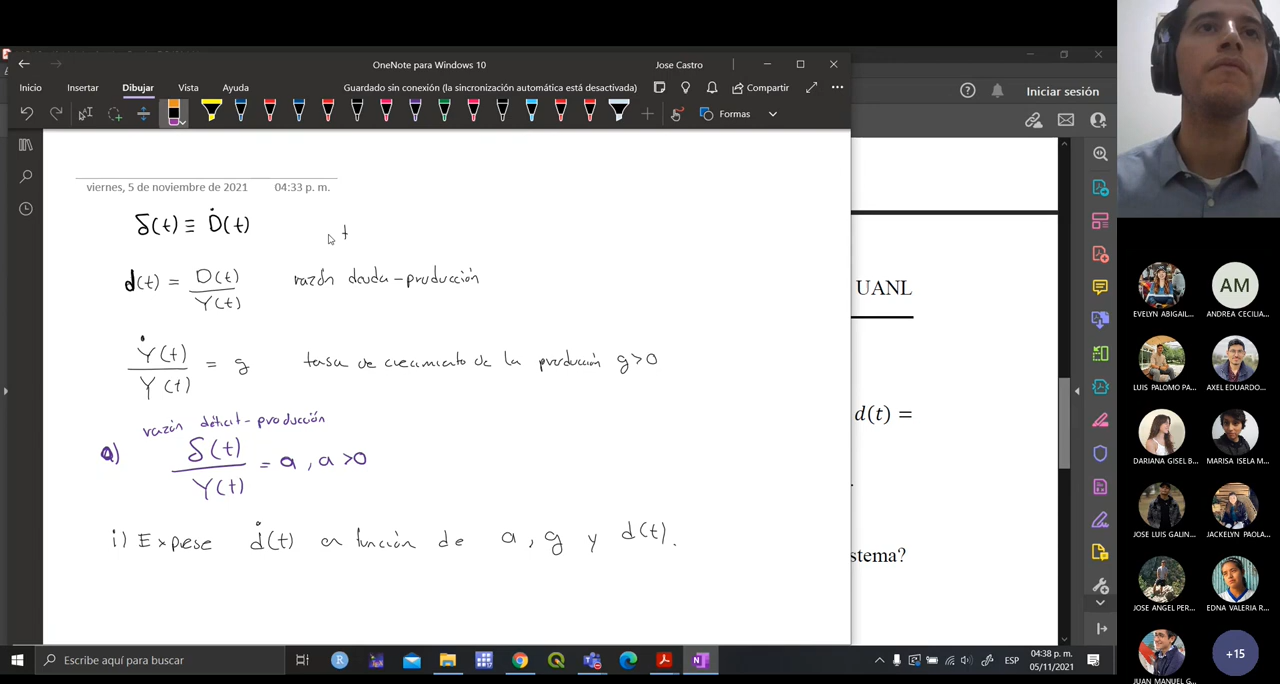 OneNote para Windows 10
Jose Castro
Inicio
Insertar
Dibujar
Vista
Ayuda
Guardado sin conexión (la sincronización automática está desactivada)
Compartir
Formas
Iniciar sesión
viernes, 5 de noviembre de 2021 04:33 p. m.
δ(t) ≡ Ḋ(t)
t
d(t) = D(t) / Y(t) razón deuda-producción
Ẏ(t) / Y(t) = g tasa de crecimiento de la producción g>0
razón déficit-producción
a) δ(t) / Y(t) = a, a>0
i) Exprese ḋ(t) en función de a, g y d(t).
UANL
d(t) =
stema?
EVELYN ABIGAIL...
AM
ANDREA CECILIA...
LUIS PALOMO PA...
AXEL EDUARDO...
DARIANA GISEL B...
MARISA ISELA M...
JOSE LUIS GALIN...
JACKELYN PAOLA...
JOSE ANGEL PER...
EDNA VALERIA R...
JUAN MANUEL G...
+15
Escribe aquí para buscar
ESP
04:38 p. m.
05/11/2021